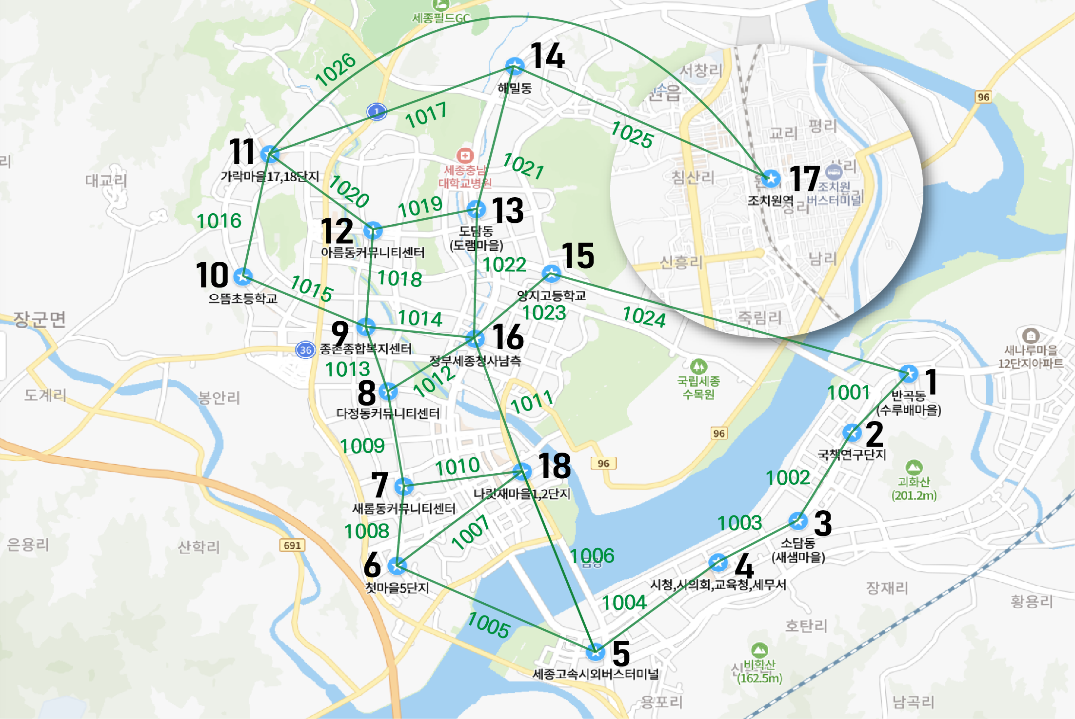 세종필드GC
14
해밀동
1026
1
1017
서창리
96
1025
교리
평리
침산리
17
조치원역
조치원
버스터미널
신흥리
남리
죽림리
11
가락마을17,18단지
대교리
세종충남
대학교병원
1021
1020
1019
1016
12
아름동커뮤니티센터
13
도담동
(도램마을)
10
으뜸초등학교
1015
1018
1022
15
양지고등학교
1023
1024
장군면
1014
9
종촌종합복지센터
16
정부세종청사남측
36
1013
1012
8
다정동커뮤니티센터
도계리
봉안리
1011
국립세종
수목원
새나루마을
12단지아파트
1
반곡동
(수루배마을)
1001
2
국책연구단지
96
96
괴화산
(201.2m)
1009
1010
18
나릿재마을1,2단지
7
새롬동커뮤니티센터
1002
1008
1007
1003
3
소담동
(새샘마을)
은용리
산학리
691
6
첫마을5단지
1006
4
시청,시의회,교육청,세무서
장재리
황용리
1005
1004
호탄리
5
세종고속시외버스터미널
비학산
(162.5m)
용포리
남곡리